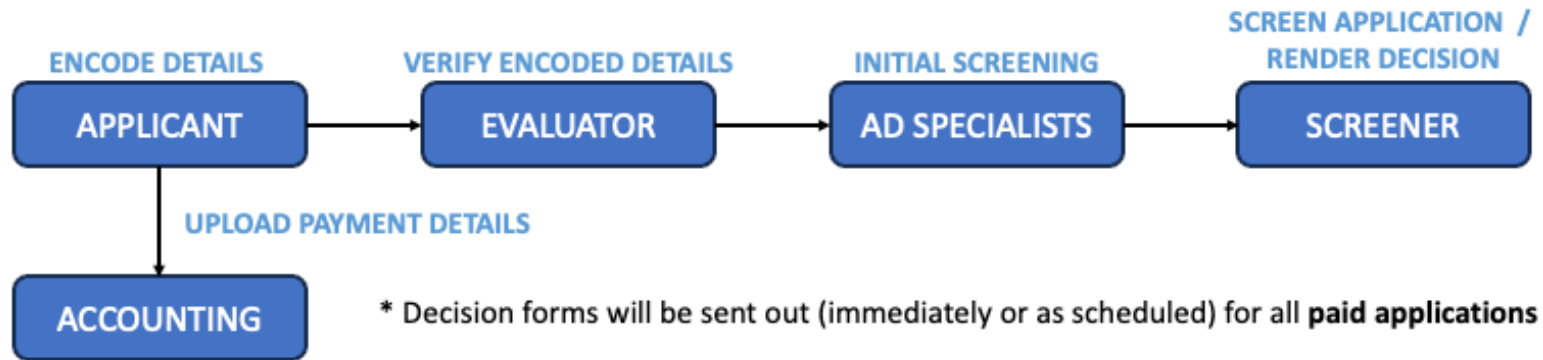 SCREEN APPLICATION /
RENDER DECISION
ENCODE DETAILS
VERIFY ENCODED DETAILS
INITIAL SCREENING
APPLICANT
EVALUATOR
AD SPECIALISTS
SCREENER
UPLOAD PAYMENT DETAILS
ACCOUNTING
* Decision forms will be sent out (immediately or as scheduled) for all paid applications